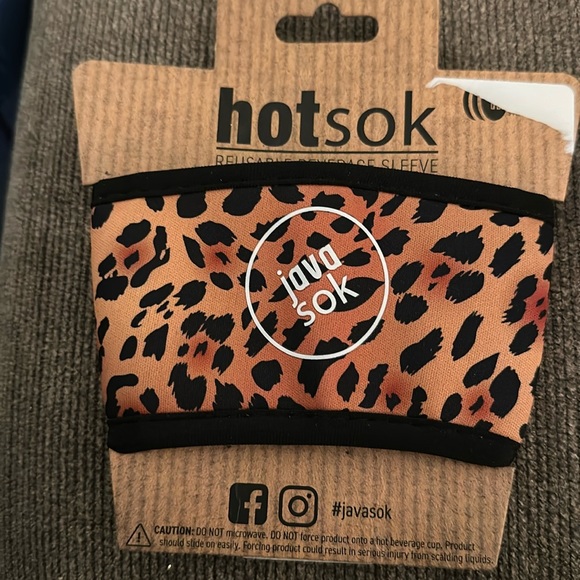 hotsok
REUSABLE BEVERAGE SLEEVE
java
sok
#javasok
CAUTION: DO NOT microwave. DO NOT force product onto a hot beverage cup. Product
should slide on easily. Forcing product could result in serious injury from scalding liquids.